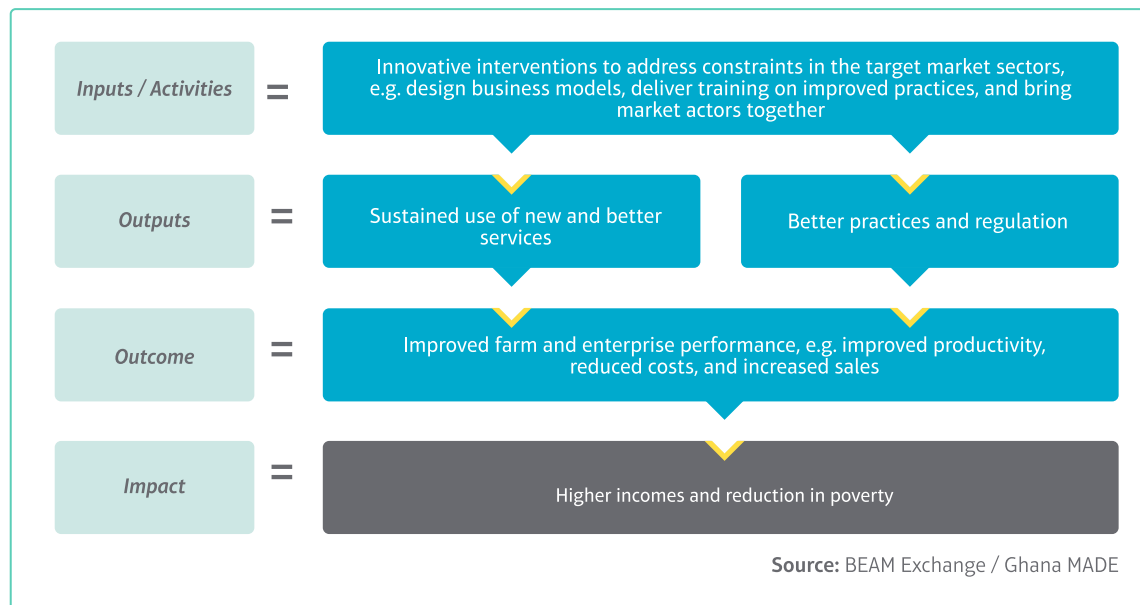 Inputs / Activities
=
Innovative interventions to address constraints in the target market sectors,
e.g. design business models, deliver training on improved practices, and bring
market actors together
Outputs
=
Sustained use of new and better
services
Better practices and regulation
Outcome
=
Improved farm and enterprise performance, e.g. improved productivity,
reduced costs, and increased sales
Impact
=
Higher incomes and reduction in poverty
Source: BEAM Exchange / Ghana MADE